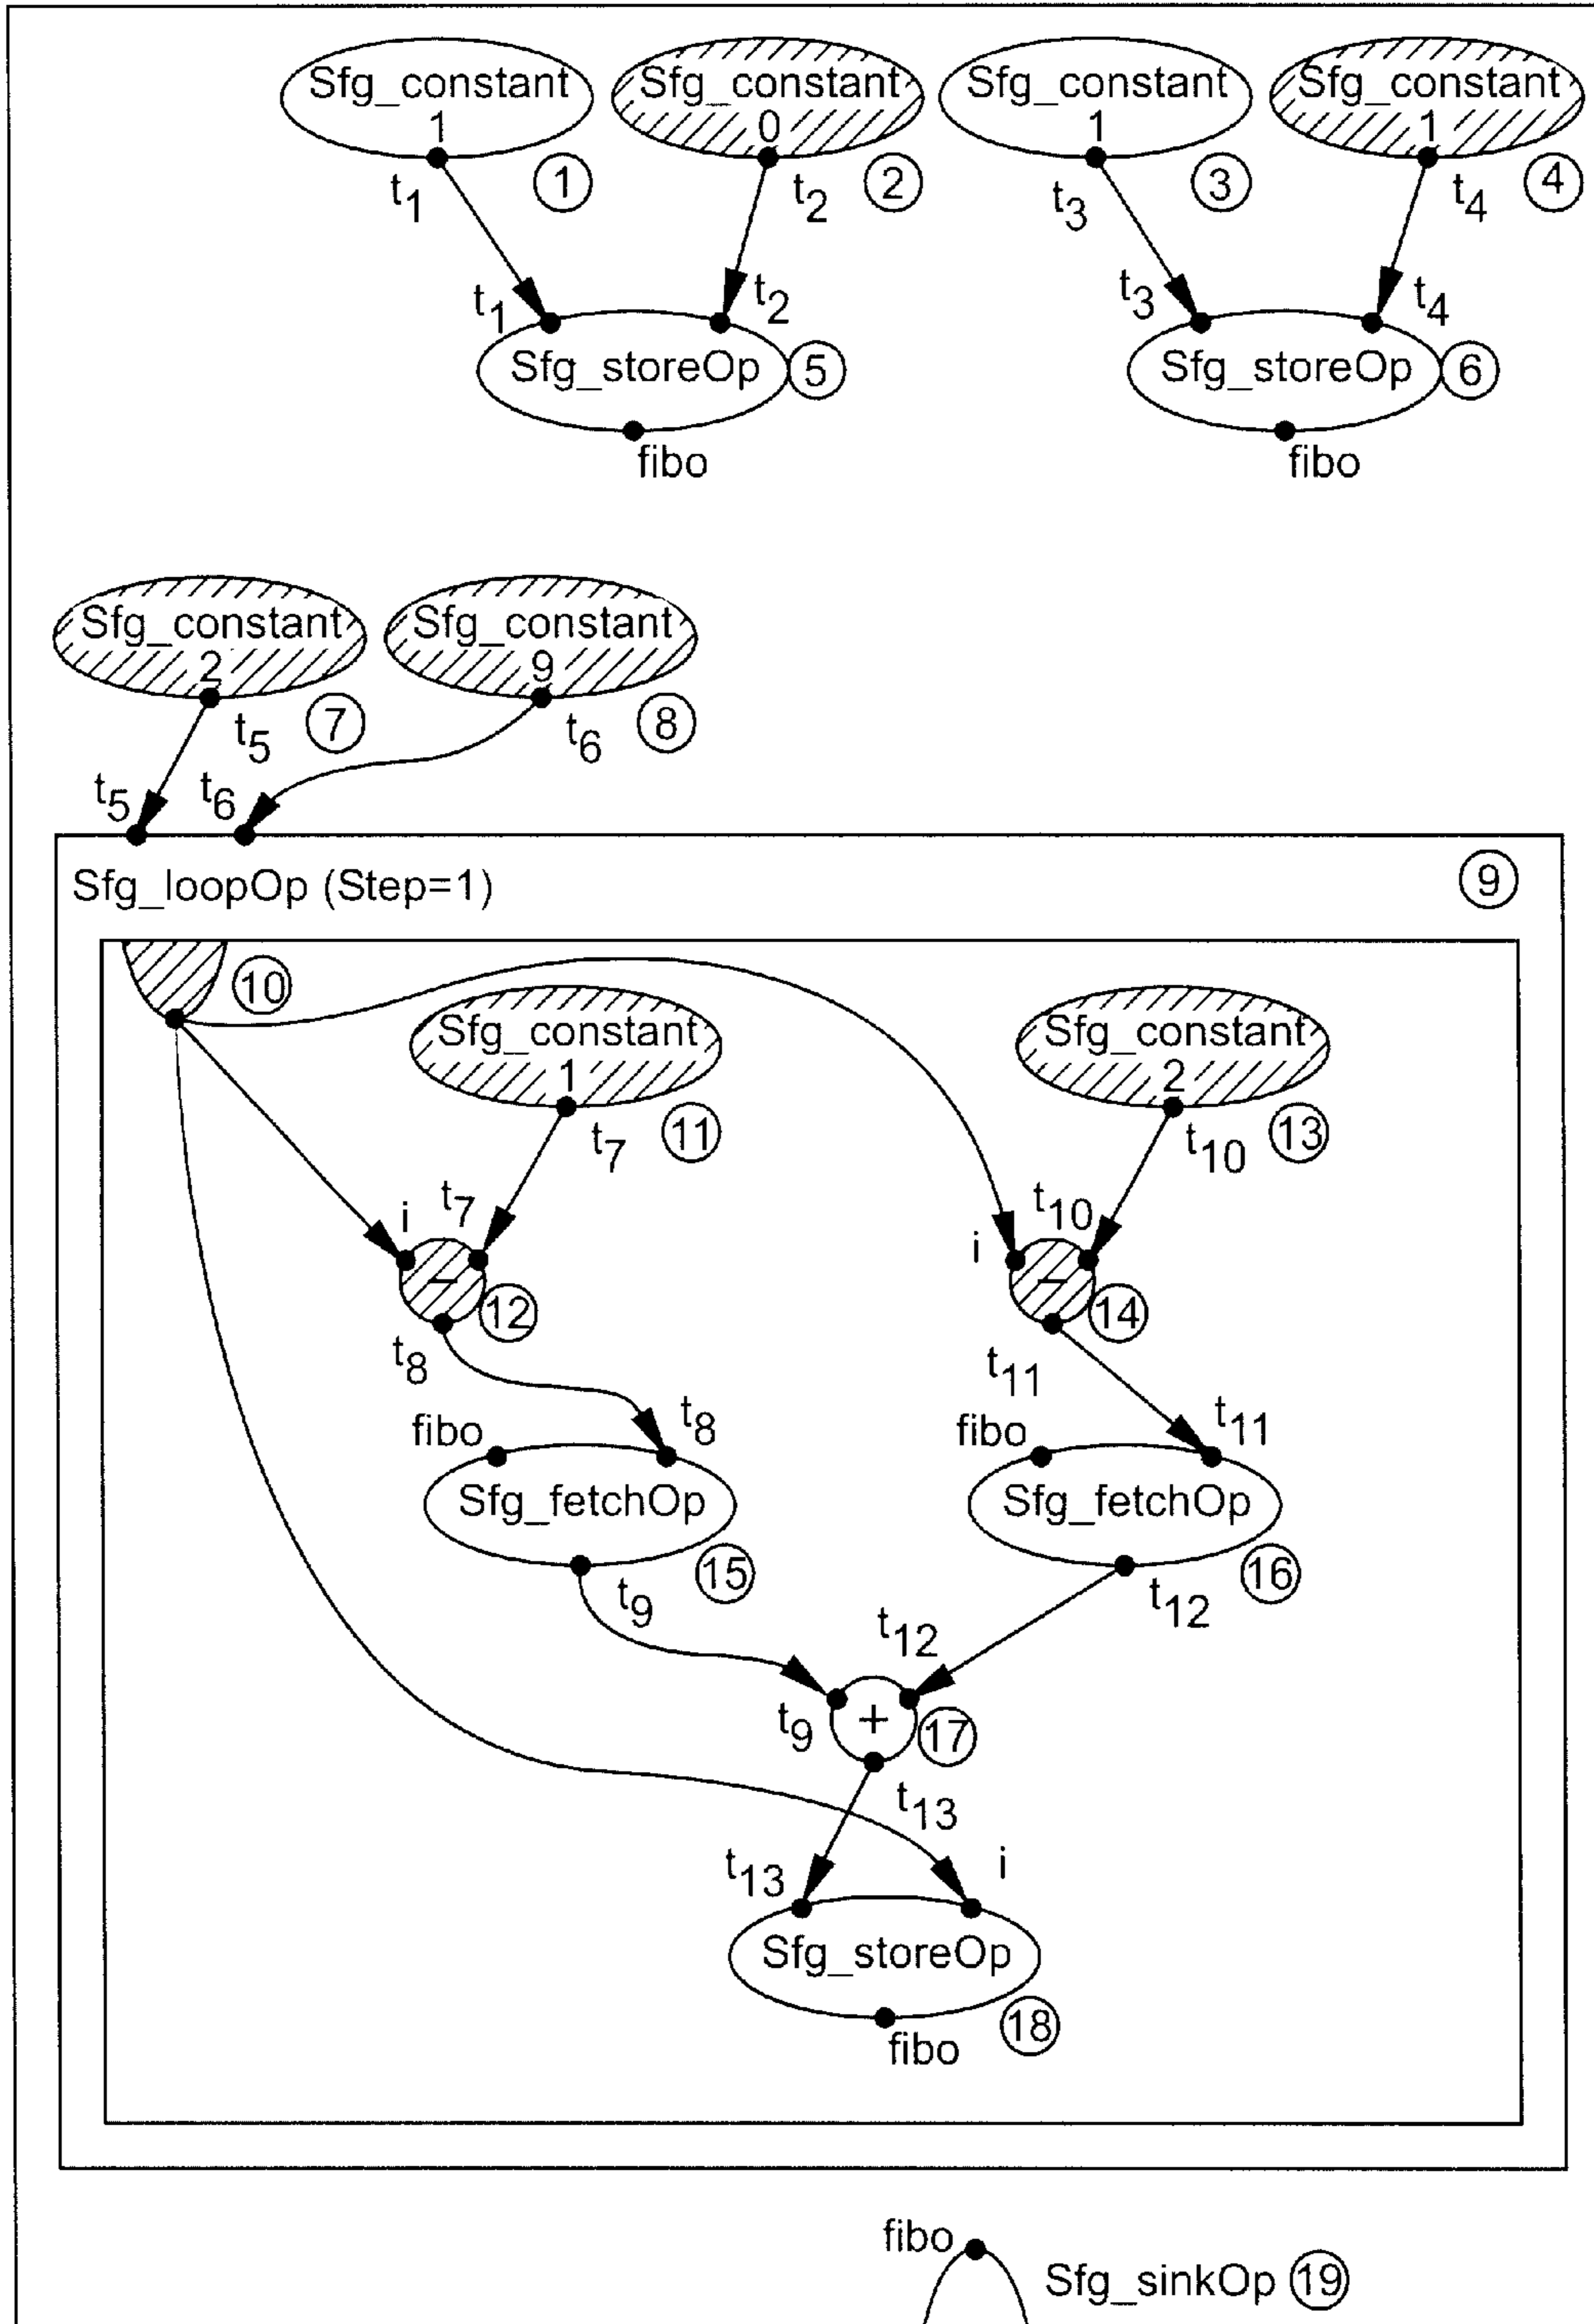 Sfg_constant Sfg_constant Sfg_constant Sfg_constant
1 0 1 1
t1 1 t2 2 t3 3 t4 4
t1 t2 t3 t4
Sfg_storeOp 5 Sfg_storeOp 6
fibo fibo
Sfg_constant Sfg_constant
2 9
t5 7 t6 8
t5 t6
Sfg_loopOp (Step=1) 9
10
Sfg_constant Sfg_constant
1 2
t7 11 t10 13
i t7 i t10
- 12 - 14
t8 t11
fibo t8 fibo t11
Sfg_fetchOp Sfg_fetchOp
t9 15 t12 16
t12
t9 + 17
t13
t13 i
Sfg_storeOp
18
fibo
fibo
Sfg_sinkOp 19